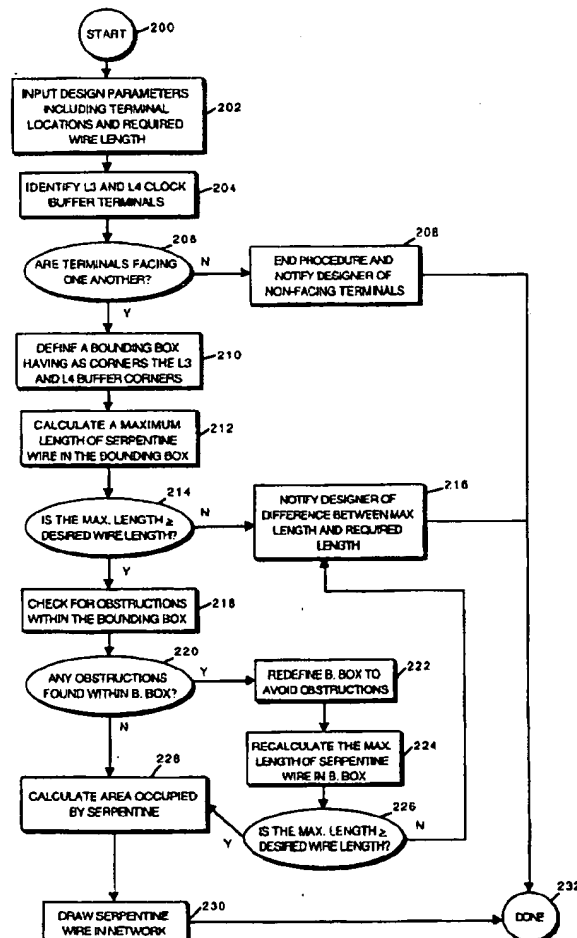 START
200
INPUT DESIGN PARAMETERS
INCLUDING TERMINAL
LOCATIONS AND REQUIRED
WIRE LENGTH
202
IDENTIFY L3 AND L4 CLOCK
BUFFER TERMINALS
204
206
ARE TERMINALS FACING
ONE ANOTHER?
N
Y
208
END PROCEDURE AND
NOTIFY DESIGNER OF
NON-FACING TERMINALS
DEFINE A BOUNDING BOX
HAVING AS CORNERS THE L3
AND L4 BUFFER CORNERS
210
CALCULATE A MAXIMUM
LENGTH OF SERPENTINE
WIRE IN THE BOUNDING BOX
212
214
IS THE MAX. LENGTH ≥
DESIRED WIRE LENGTH?
N
Y
216
NOTIFY DESIGNER OF
DIFFERENCE BETWEEN MAX
LENGTH AND REQUIRED
LENGTH
CHECK FOR OBSTRUCTIONS
WITHIN THE BOUNDING BOX
218
220
ANY OBSTRUCTIONS
FOUND WITHIN B. BOX?
Y
N
REDEFINE B. BOX TO
AVOID OBSTRUCTIONS
222
RECALCULATE THE MAX.
LENGTH OF SERPENTINE
WIRE IN B. BOX
224
226
IS THE MAX. LENGTH ≥
DESIRED WIRE LENGTH?
N
Y
228
CALCULATE AREA OCCUPIED
BY SERPENTINE
230
DRAW SERPENTINE
WIRE IN NETWORK
232
DONE